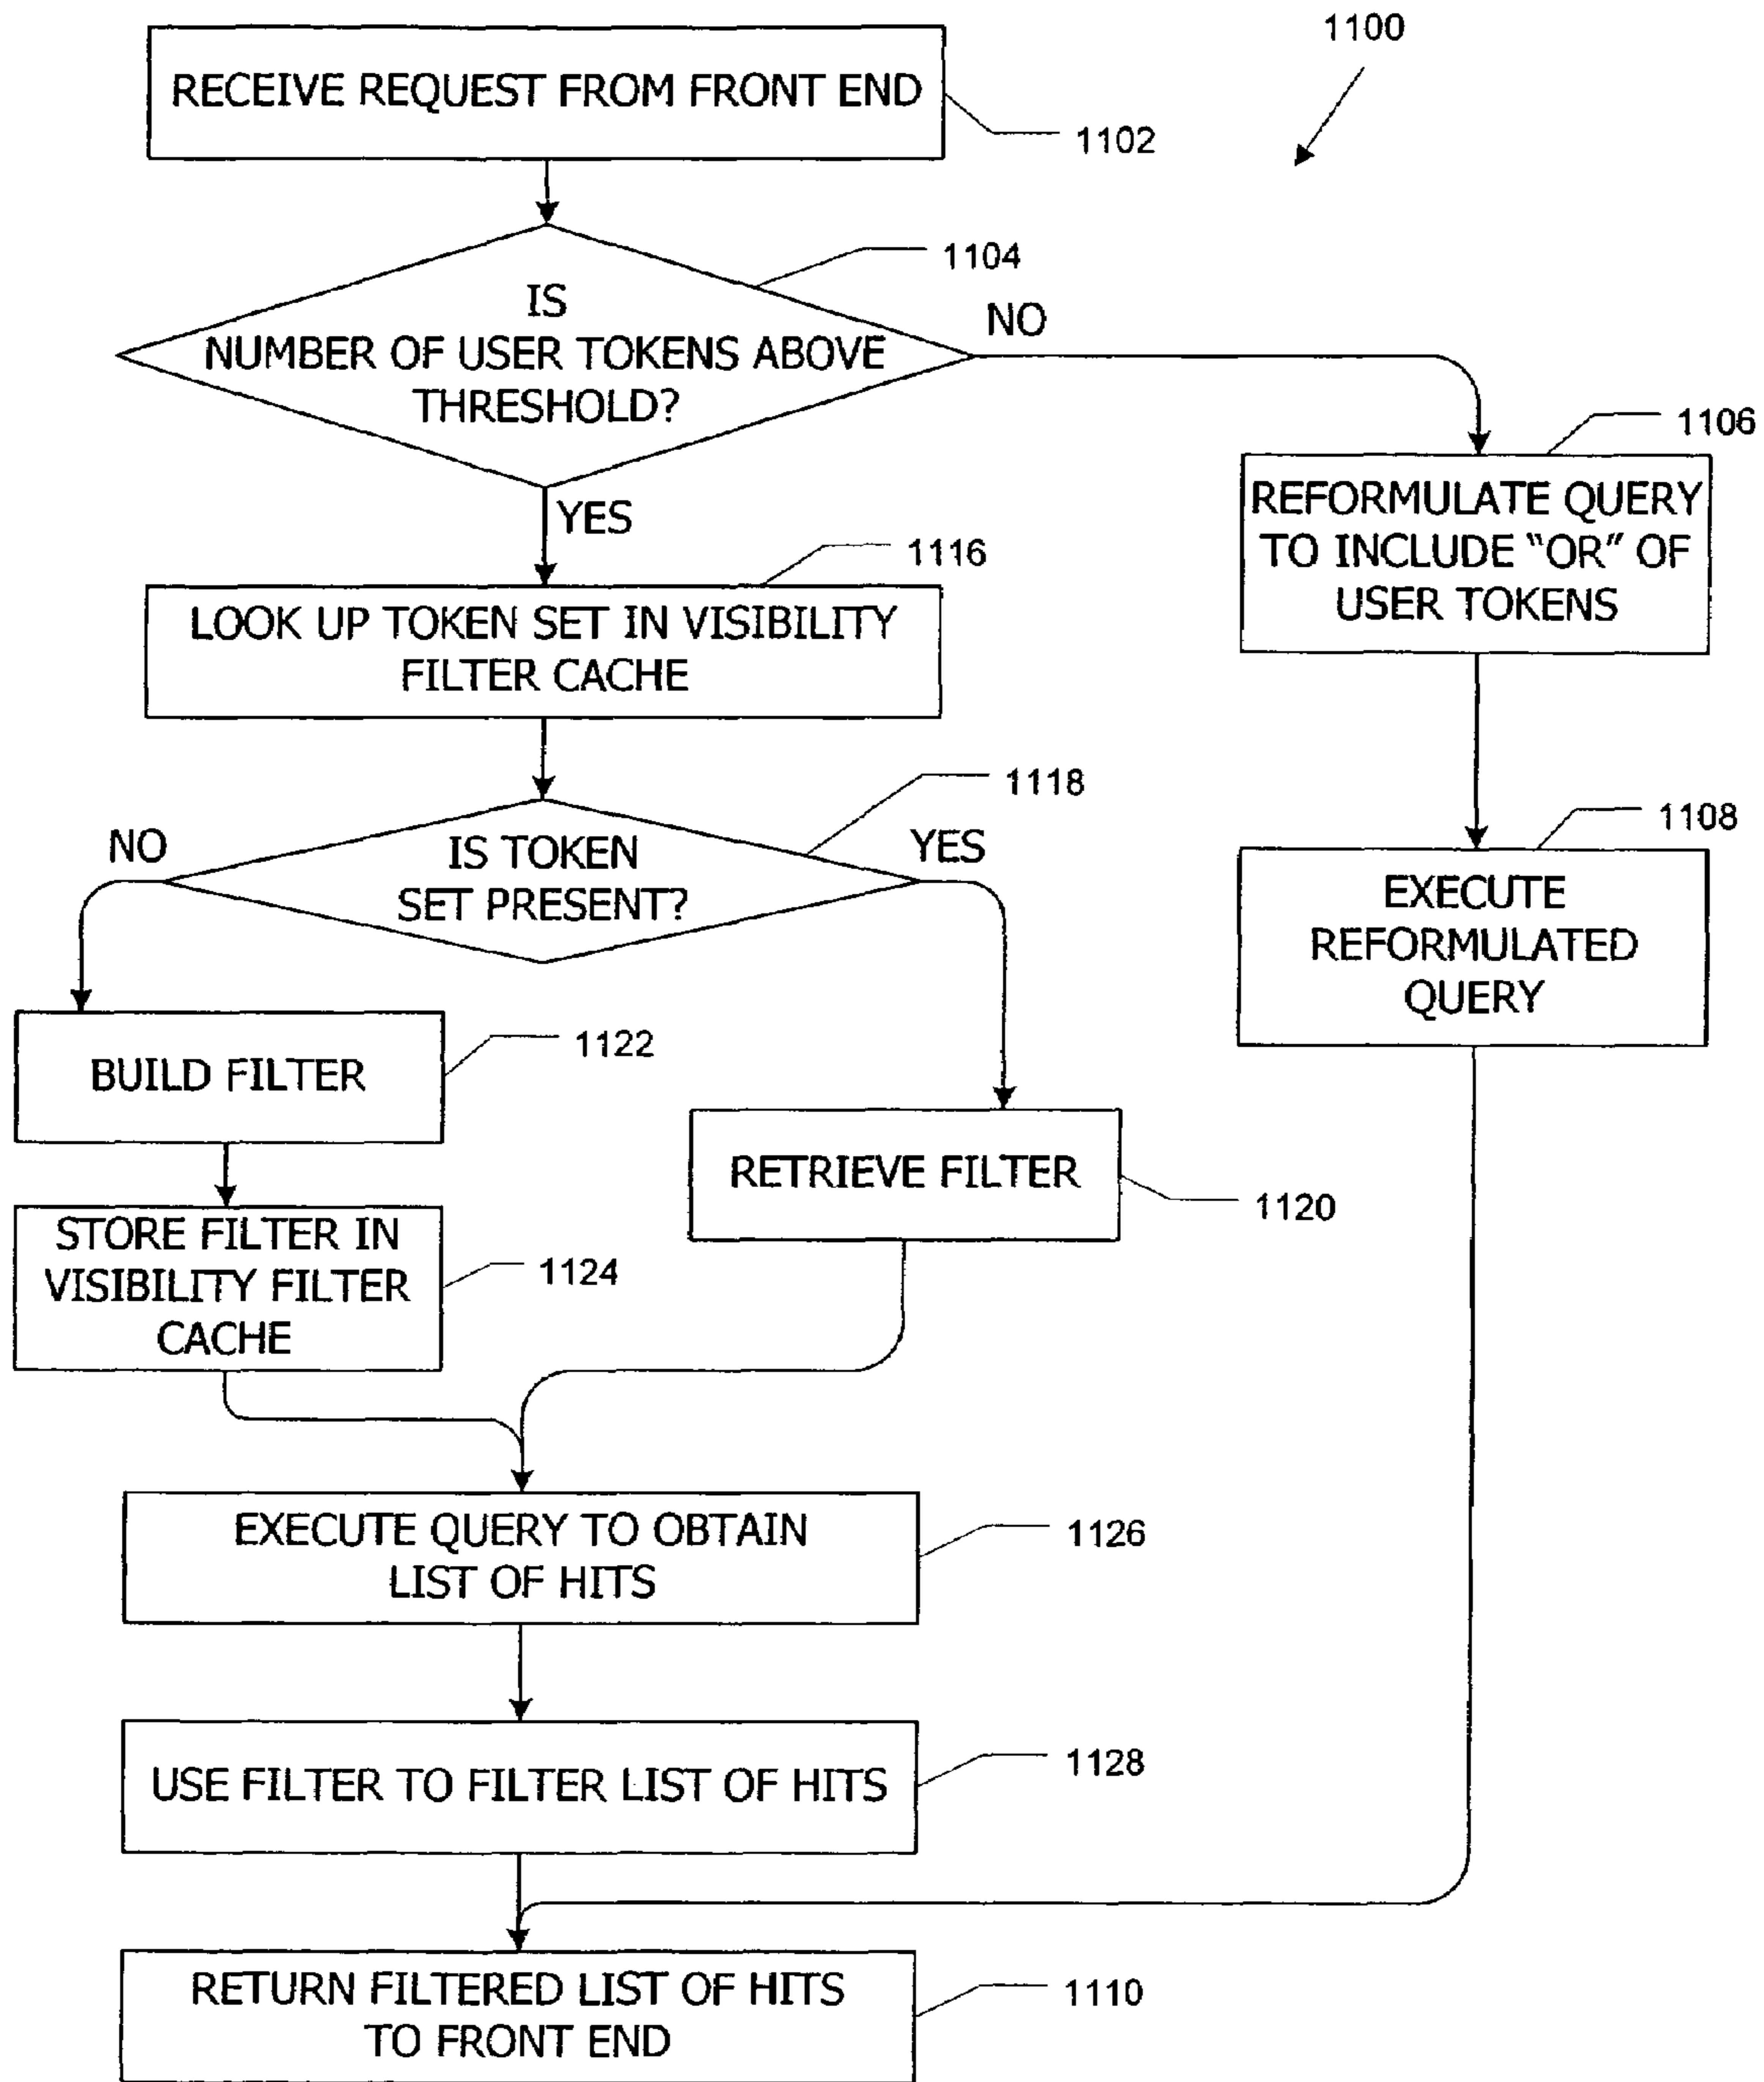 1100
RECEIVE REQUEST FROM FRONT END
1102
1104
IS
NUMBER OF USER TOKENS ABOVE
THRESHOLD?
NO
YES
1106
REFORMULATE QUERY
TO INCLUDE “OR” OF
USER TOKENS
1116
LOOK UP TOKEN SET IN VISIBILITY
FILTER CACHE
1118
NO
IS TOKEN
SET PRESENT?
YES
1108
EXECUTE
REFORMULATED
QUERY
BUILD FILTER
1122
RETRIEVE FILTER
1120
STORE FILTER IN
VISIBILITY FILTER
CACHE
1124
EXECUTE QUERY TO OBTAIN
LIST OF HITS
1126
USE FILTER TO FILTER LIST OF HITS
1128
RETURN FILTERED LIST OF HITS
TO FRONT END
1110